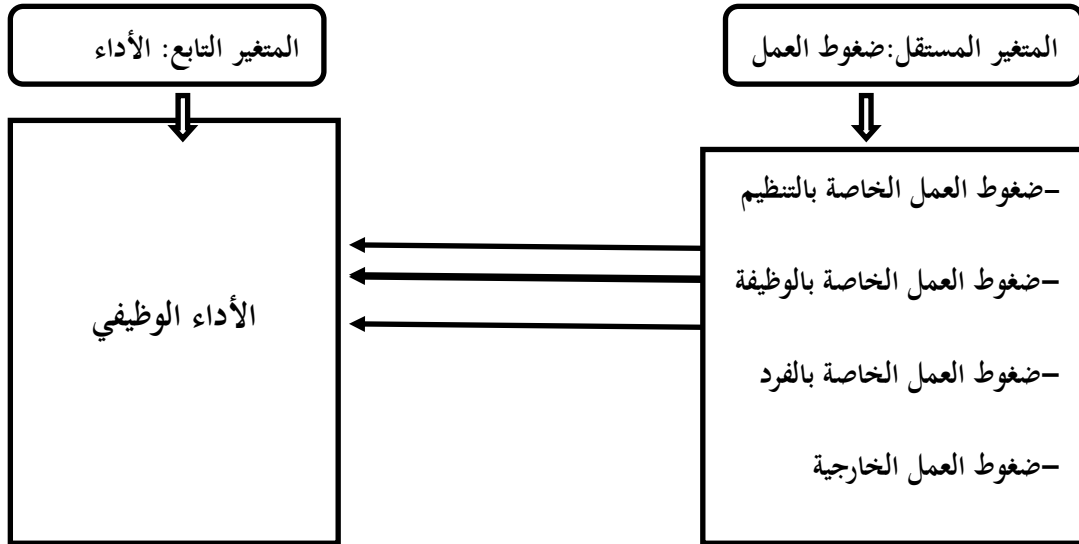 المتغير المستقل:ضغوط العمل
المتغير التابع: الأداء
-ضغوط العمل الخاصة بالتنظيم
-ضغوط العمل الخاصة بالوظيفة
-ضغوط العمل الخاصة بالفرد
-ضغوط العمل الخارجية
الأداء الوظيفي